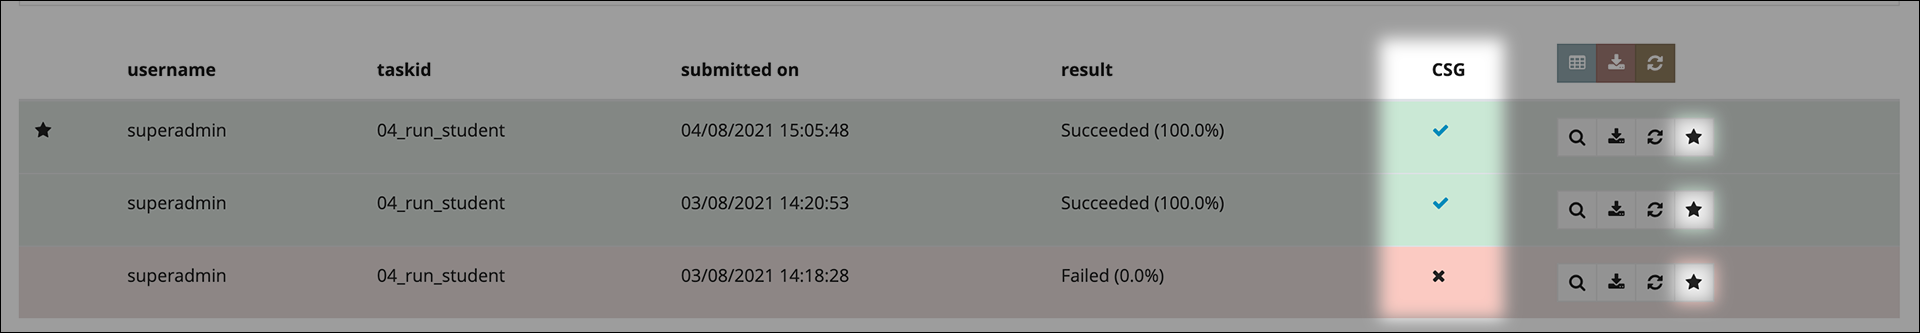 username taskid submitted on result CSG
superadmin 04_run_student 04/08/2021 15:05:48 Succeeded (100.0%)
superadmin 04_run_student 03/08/2021 14:20:53 Succeeded (100.0%)
superadmin 04_run_student 03/08/2021 14:18:28 Failed (0.0%)